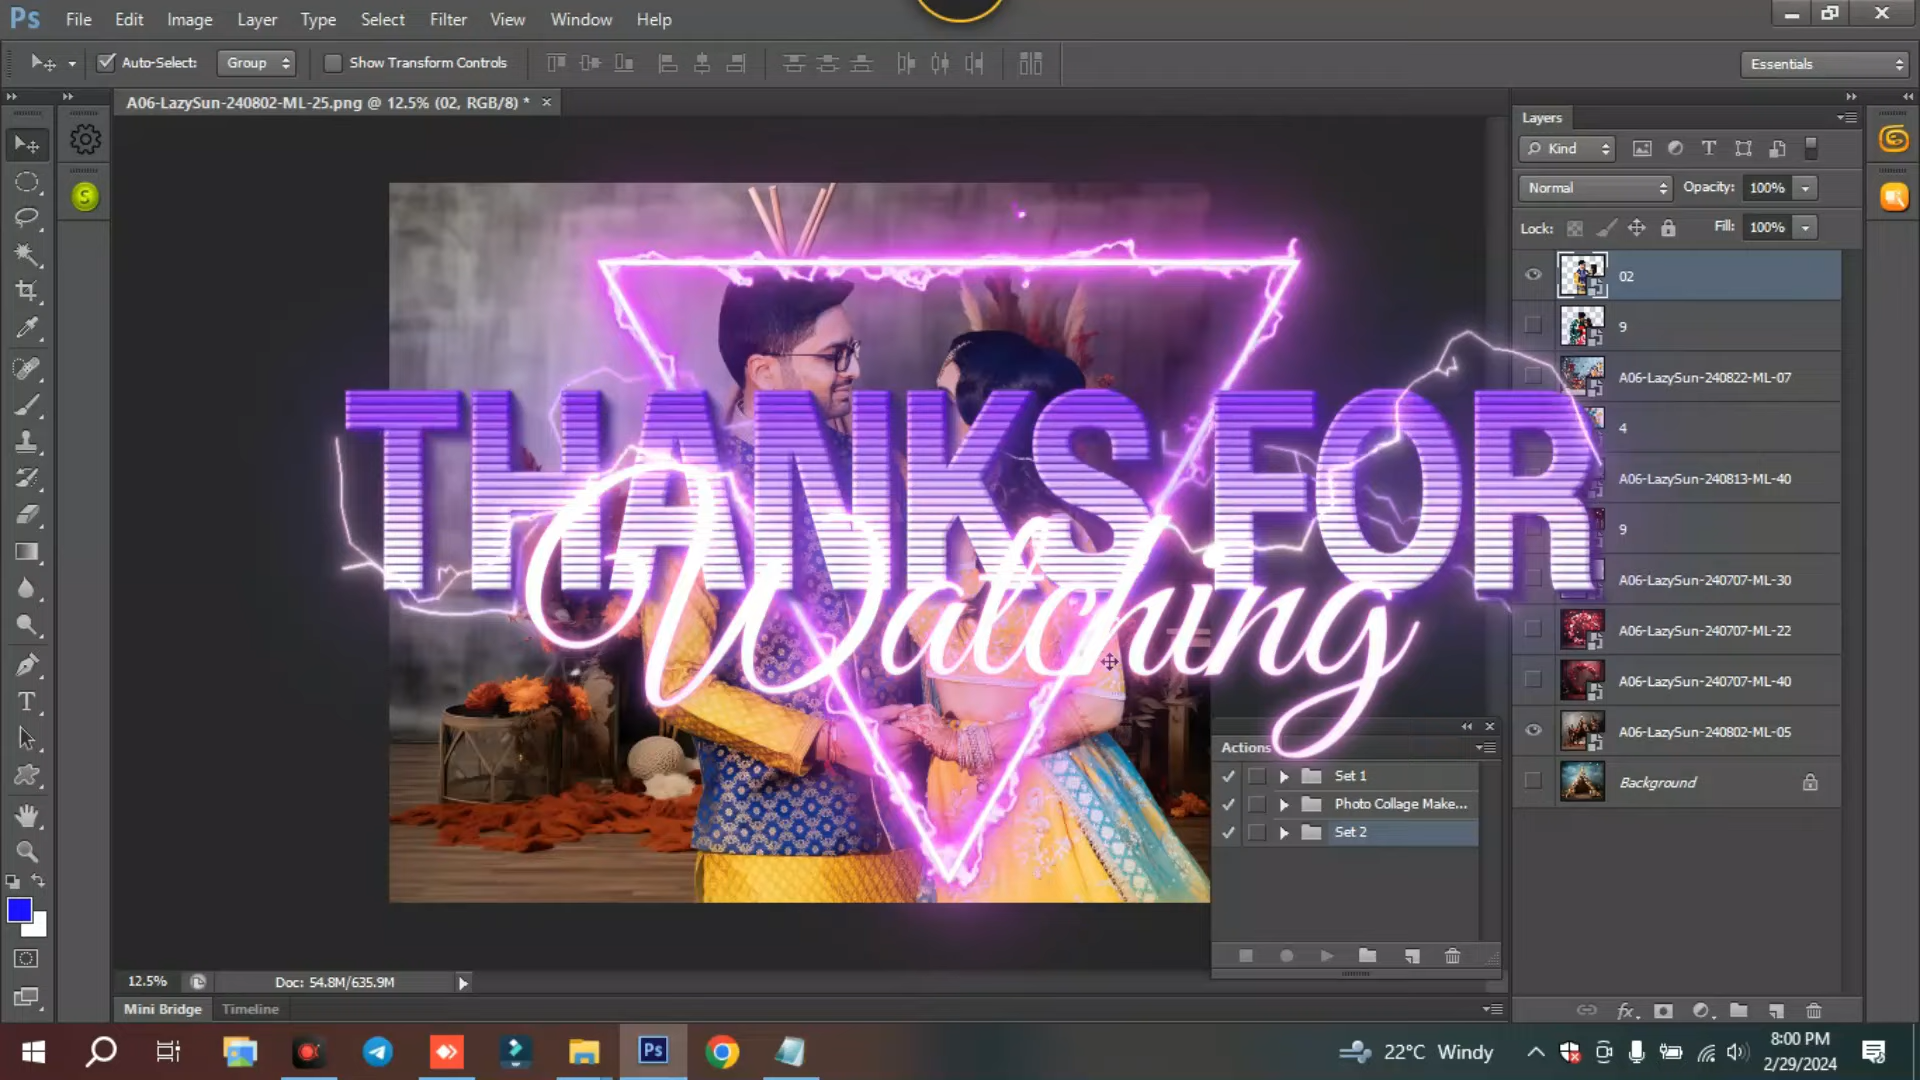 Ps File Edit Image Layer Type Select Filter View Window Help
Auto-Select: Group Show Transform Controls Essentials
A06-LazySun-240802-ML-25.png @ 12.5% (02, RGB/8) * ×
Layers
Kind
Normal Opacity: 100%
Lock: Fill: 100%
02
9
A06-LazySun-240822-ML-07
4
A06-LazySun-240813-ML-40
9
A06-LazySun-240707-ML-30
A06-LazySun-240707-ML-22
A06-LazySun-240707-ML-40
A06-LazySun-240802-ML-05
Background
THANKS FOR
Watching
Actions
Set 1
Photo Collage Make...
Set 2
12.5% Doc: 54.8M/635.9M
Mini Bridge Timeline
Ps
22°C Windy
8:00 PM
2/29/2024